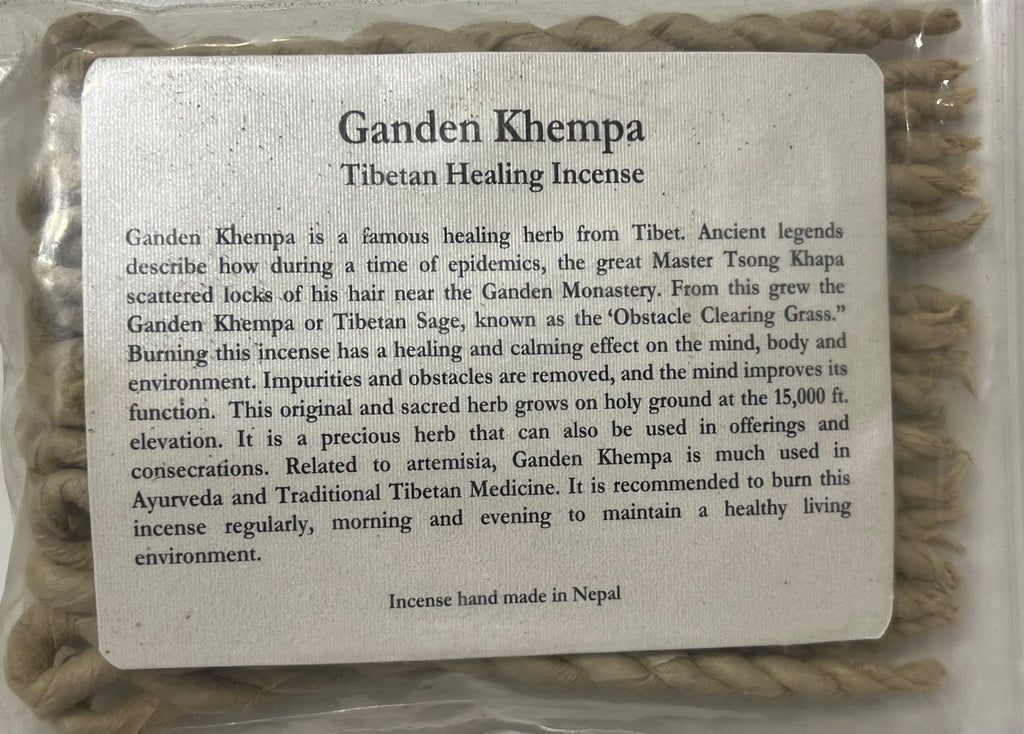 Ganden Khempa
Tibetan Healing Incense
Ganden Khempa is a famous healing herb from Tibet. Ancient legends
describe how during a time of epidemics, the great Master Tsong Khapa
scattered locks of his hair near the Ganden Monastery. From this grew the
Ganden Khempa or Tibetan Sage, known as the ‘Obstacle Clearing Grass.”
Burning this incense has a healing and calming effect on the mind, body and
environment. Impurities and obstacles are removed, and the mind improves its
function. This original and sacred herb grows on holy ground at the 15,000 ft.
elevation. It is a precious herb that can also be used in offerings and
consecrations. Related to artemisia, Ganden Khempa is much used in
Ayurveda and Traditional Tibetan Medicine. It is recommended to burn this
incense regularly, morning and evening to maintain a healthy living
environment.
Incense hand made in Nepal